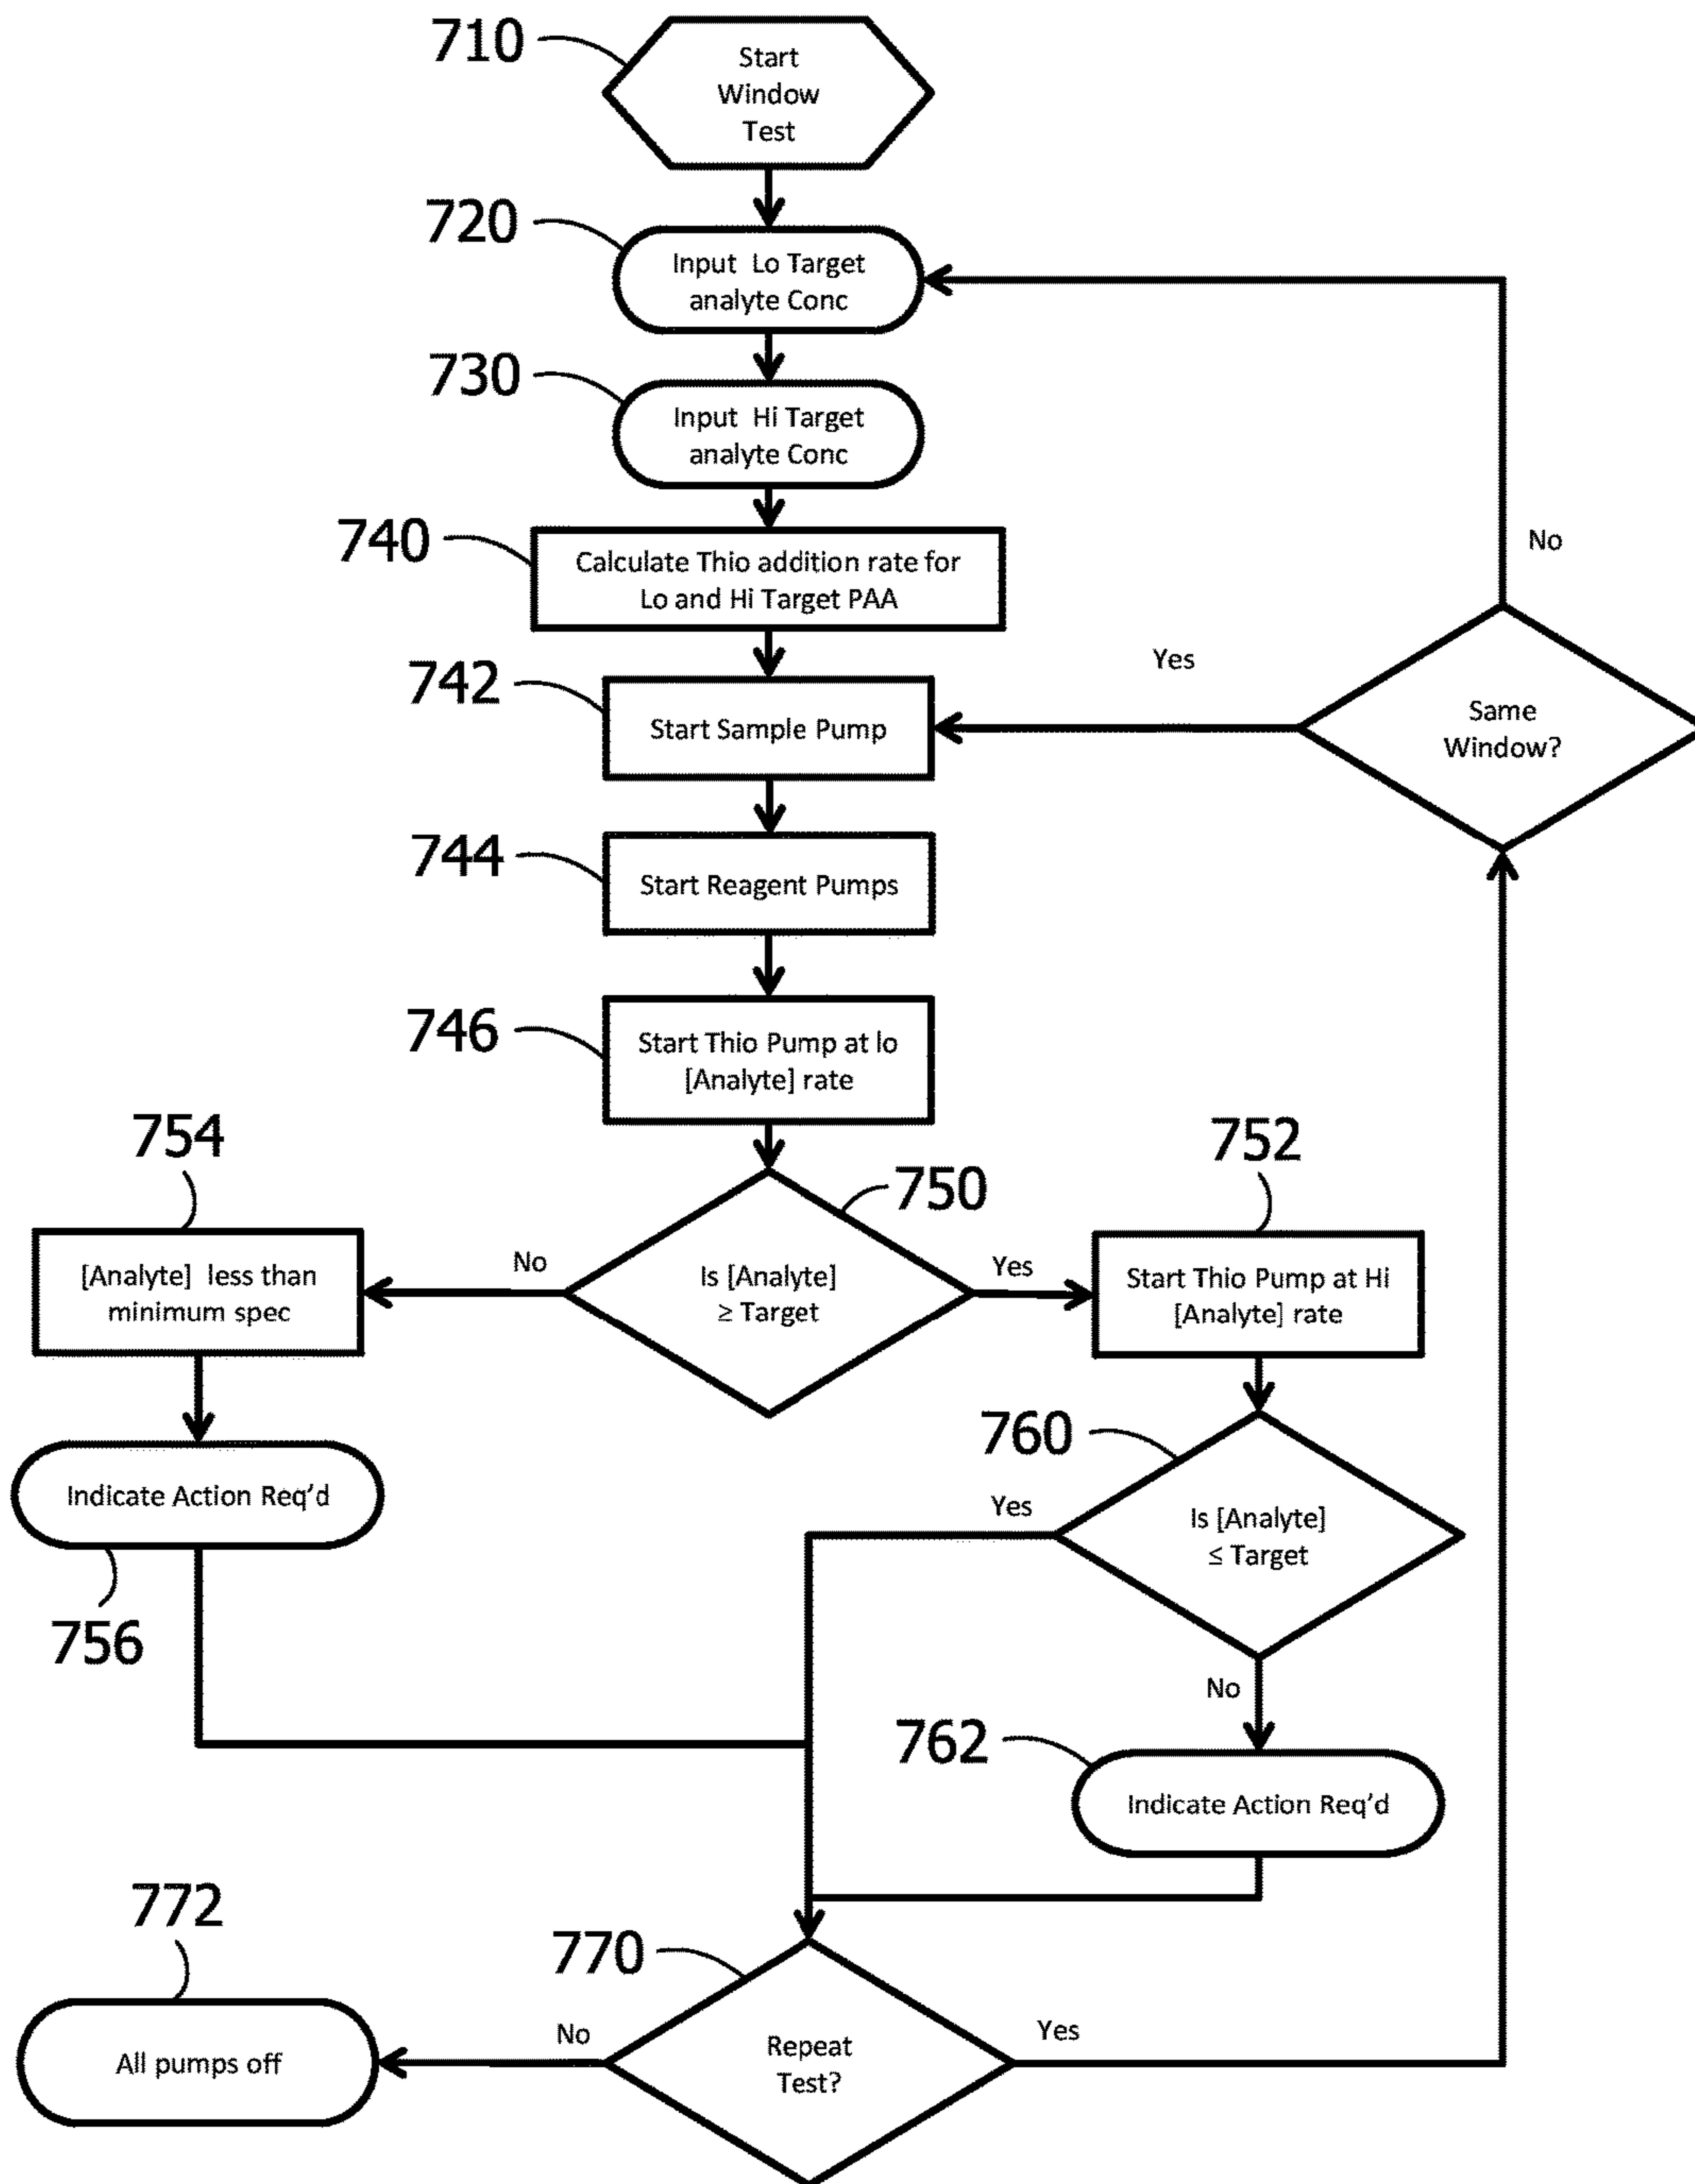 710
Start
Window
Test
720
Input Lo Target
analyte Conc
730
Input Hi Target
analyte Conc
740
Calculate Thio addition rate for
Lo and Hi Target PAA
No
742
Start Sample Pump
Yes
Same
Window?
744
Start Reagent Pumps
746
Start Thio Pump at lo
[Analyte] rate
754
[Analyte] less than
minimum spec
No
750
Is [Analyte]
≥ Target
Yes
752
Start Thio Pump at Hi
[Analyte] rate
Indicate Action Req'd
756
760
Yes
Is [Analyte]
≤ Target
No
762
Indicate Action Req'd
772
All pumps off
No
770
Repeat
Test?
Yes